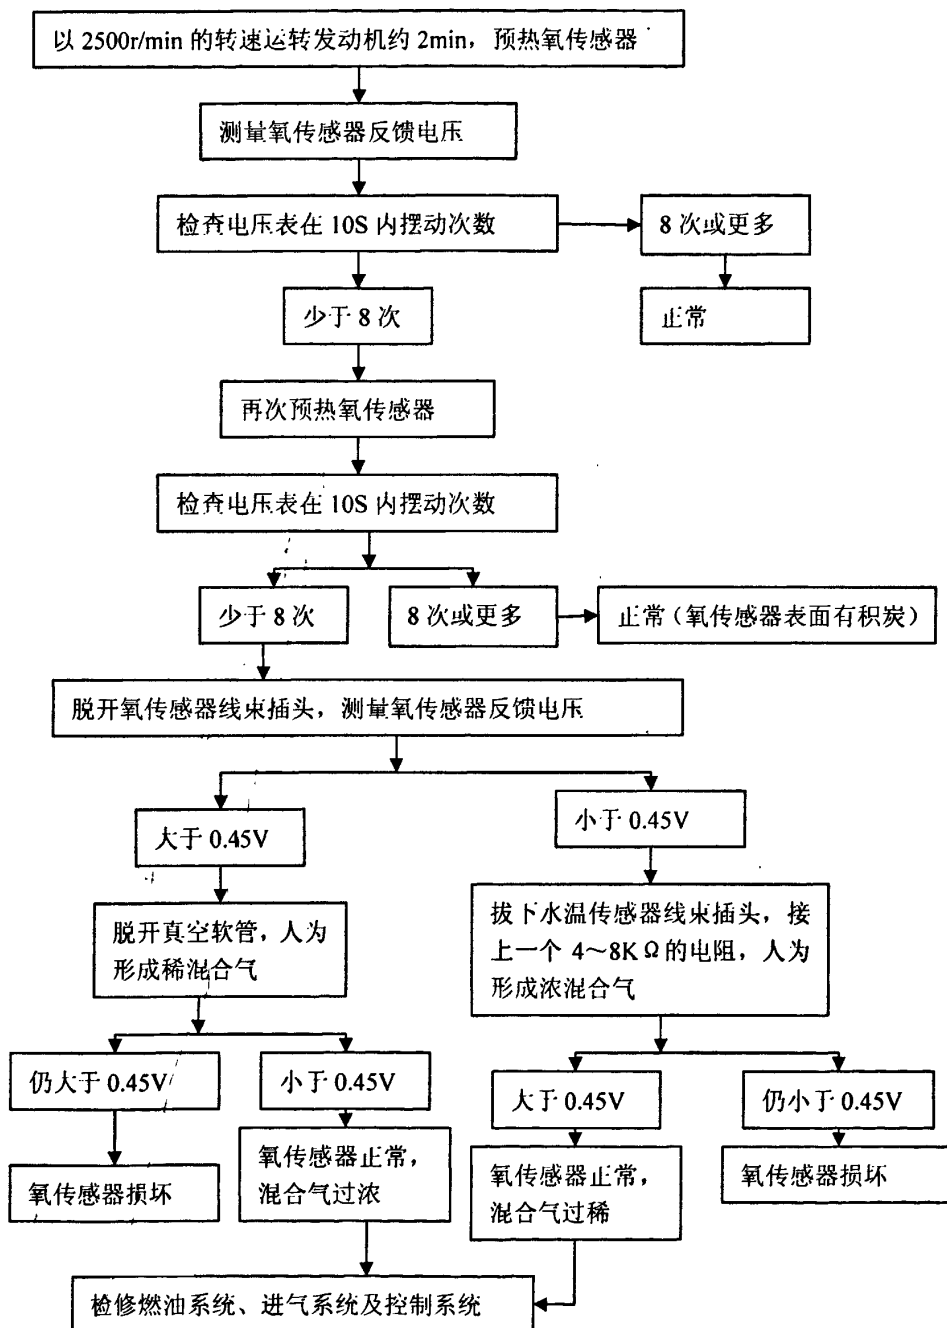 以 2500r/min 的转速运转发动机约 2min，预热氧传感器
测量氧传感器反馈电压
检查电压表在 10S 内摆动次数
8 次或更多
少于 8 次
正常
再次预热氧传感器
检查电压表在 10S 内摆动次数
少于 8 次
8 次或更多
正常（氧传感器表面有积炭）
脱开氧传感器线束插头，测量氧传感器反馈电压
大于 0.45V
小于 0.45V
脱开真空软管，人为
形成稀混合气
拔下水温传感器线束插头，接
上一个 4～8KΩ的电阻，人为
形成浓混合气
仍大于 0.45V
小于 0.45V
大于 0.45V
仍小于 0.45V
氧传感器损坏
氧传感器正常，
混合气过浓
氧传感器正常，
混合气过稀
氧传感器损坏
检修燃油系统、进气系统及控制系统